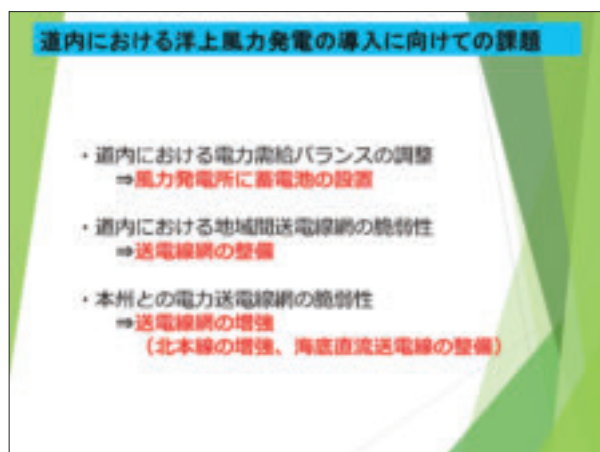 道内における洋上風力発電の導入に向けての課題
・道内における電力需給バランスの調整
⇒風力発電所に蓄電池の設置
・道内における地域間送電線網の脆弱性
⇒送電線網の整備
・本州との電力送電線網の脆弱性
⇒送電線網の増強
（北本線の増強、海底直流送電線の整備）